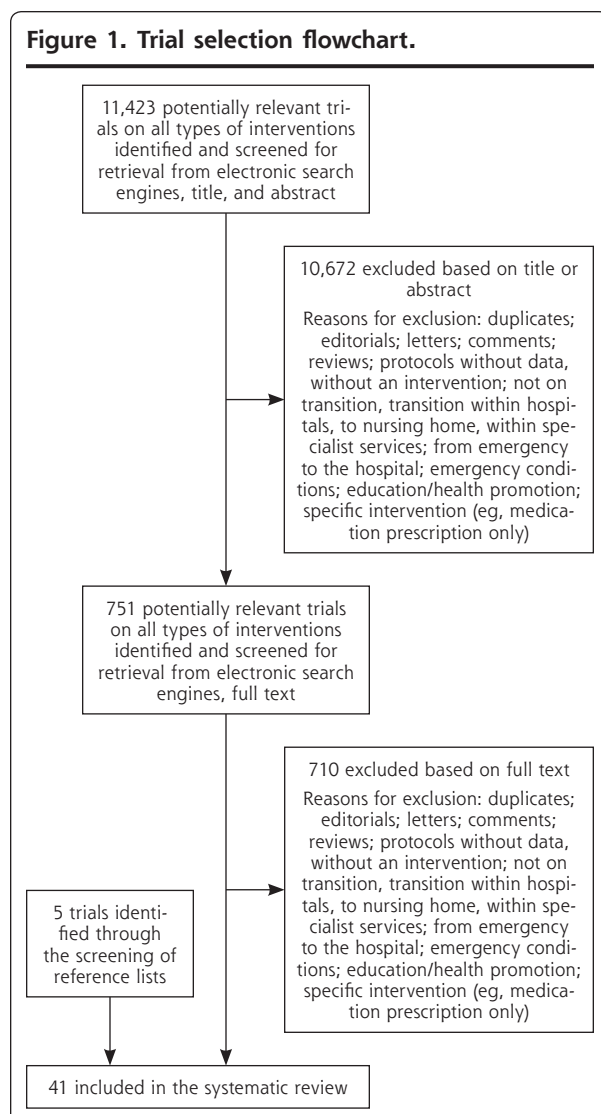 Figure 1. Trial selection flowchart.
11,423 potentially relevant tri-
als on all types of interventions
identified and screened for
retrieval from electronic search
engines, title, and abstract
10,672 excluded based on title or
abstract
Reasons for exclusion: duplicates;
editorials; letters; comments;
reviews; protocols without data,
without an intervention; not on
transition, transition within hospi-
tals, to nursing home, within spe-
cialist services; from emergency
to the hospital; emergency condi-
tions; education/health promotion;
specific intervention (eg, medica-
tion prescription only)
751 potentially relevant trials
on all types of interventions
identified and screened for
retrieval from electronic search
engines, full text
710 excluded based on full text
Reasons for exclusion: duplicates;
editorials; letters; comments;
reviews; protocols without data,
without an intervention; not on
transition, transition within hospi-
tals, to nursing home, within spe-
cialist services; from emergency
to the hospital; emergency condi-
tions; education/health promotion;
specific intervention (eg, medica-
tion prescription only)
5 trials identi-
fied through
the screening of
reference lists
41 included in the systematic review